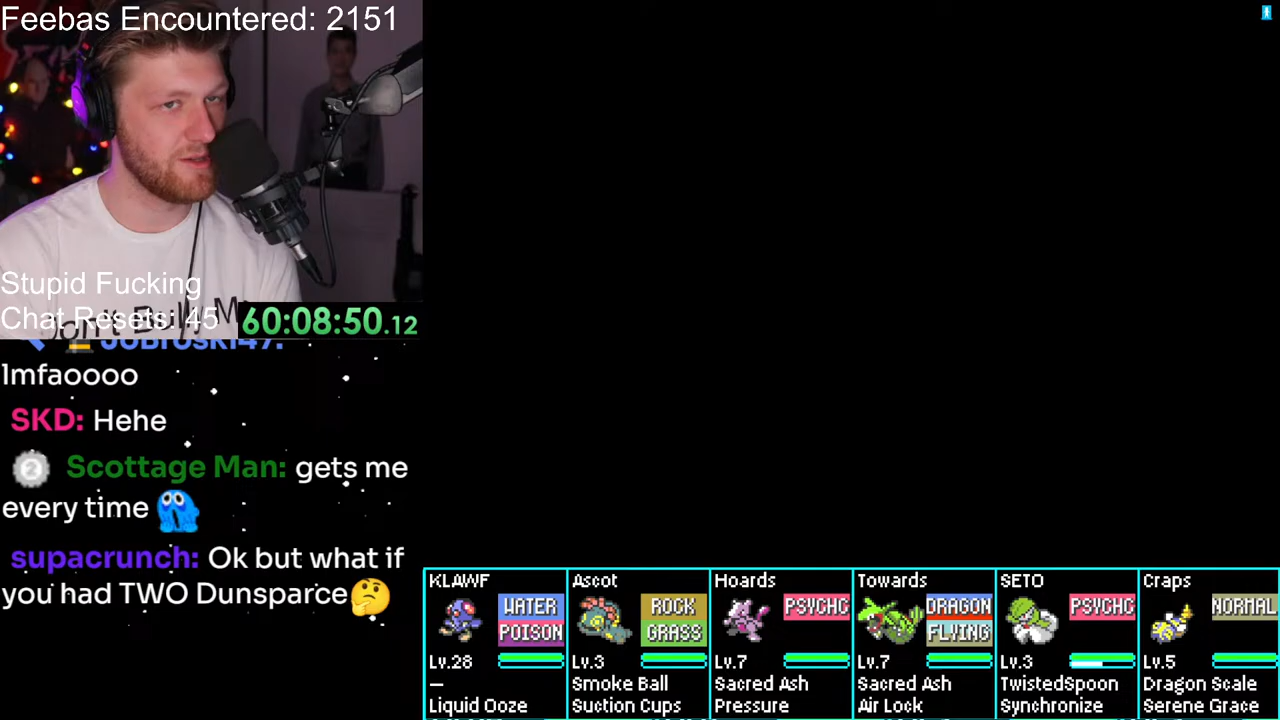 Feebas Encountered: 2151
Stupid Fucking
Chat Resets: 45
60:08:50.12
lmfaoooo
SKD: Hehe
Scottage Man: gets me
every time
supacrunch: Ok but what if
you had TWO Dunsparce
KLAWF
WATER
POISON
Lv.28
—
Liquid Ooze
Ascot
ROCK
GRASS
Lv.3
Smoke Ball
Suction Cups
Hoards
PSYCHC
Lv.7
Sacred Ash
Pressure
Towards
DRAGON
FLYING
Lv.7
Sacred Ash
Air Lock
SETO
PSYCHC
Lv.3
TwistedSpoon
Synchronize
Craps
NORMAL
Lv.5
Dragon Scale
Serene Grace